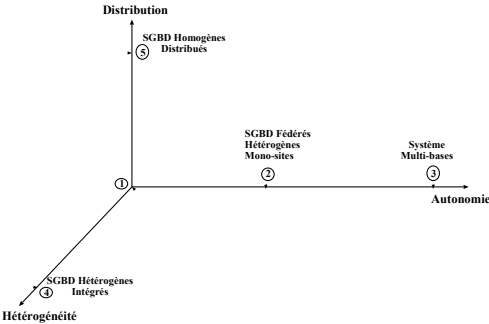 Distribution
SGBD Homogènes
Distribués
5
SGBD Fédérés
Hétérogènes
Mono-sites
2
Système
Multi-bases
3
1
Autonomie
SGBD Hétérogènes
Intégrés
4
Hétérogénéité